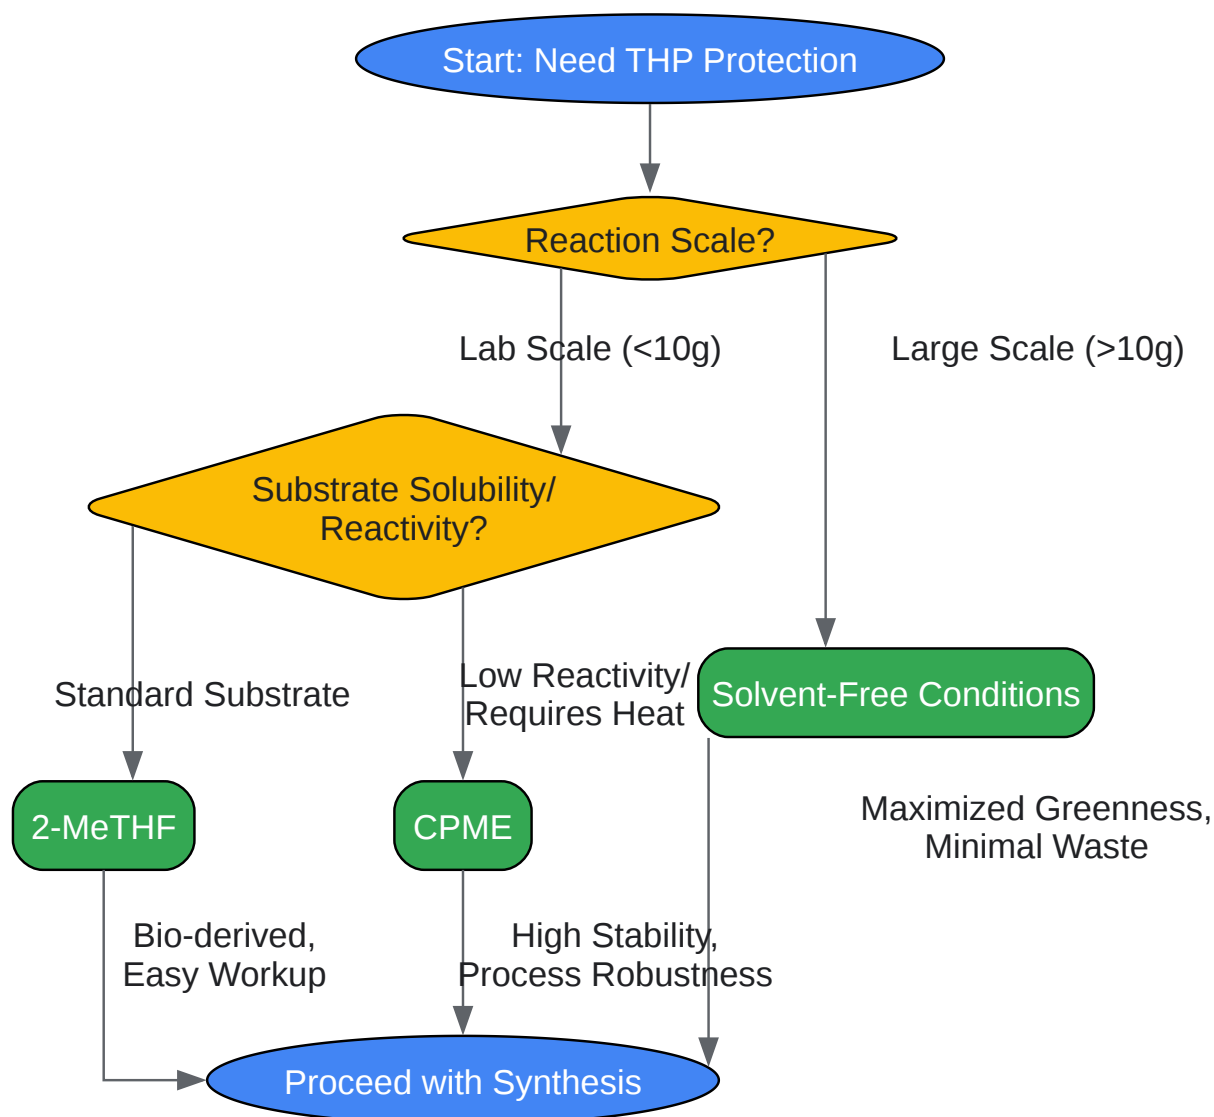 Start: Need THP Protection
Reaction Scale?
Lab Scale (<10g)
Large Scale (>10g)
Substrate Solubility/
Reactivity?
Standard Substrate
Low Reactivity/
Requires Heat
Solvent-Free Conditions
2-MeTHF
CPME
Maximized Greenness,
Minimal Waste
Bio-derived,
Easy Workup
High Stability,
Process Robustness
Proceed with Synthesis